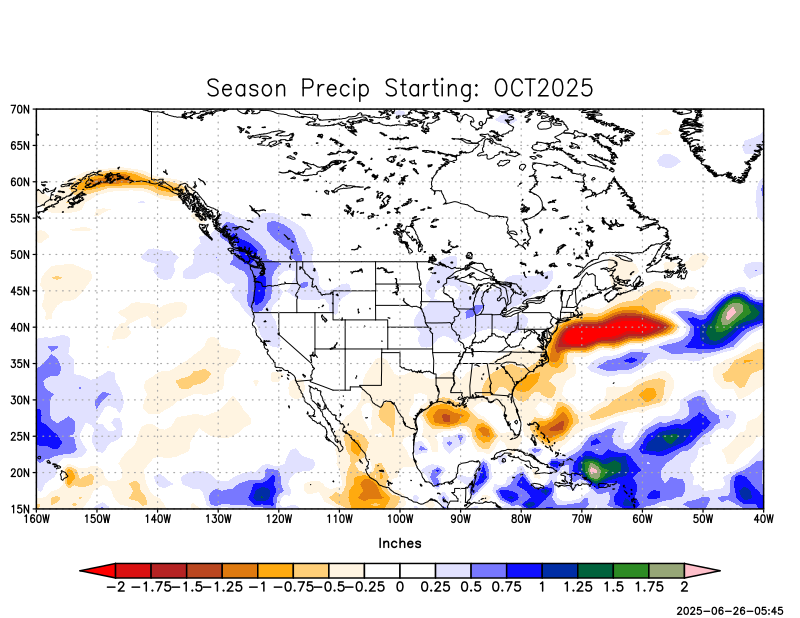 Season Precip Starting: OCT2025
70N
65N
60N
55N
50N
45N
40N
35N
30N
25N
20N
15N
160W 150W 140W 130W 120W 110W 100W 90W 80W 70W 60W 50W 40W
Inches
−2 −1.75 −1.5 −1.25 −1 −0.75 −0.5 −0.25 0 0.25 0.5 0.75 1 1.25 1.5 1.75 2
2025−06−26−05:45